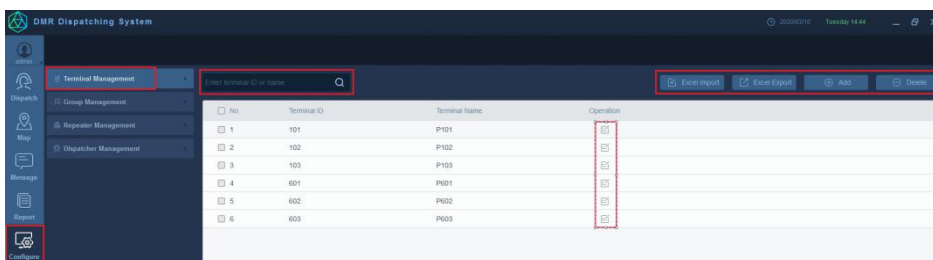 DMR Dispatching System
2020/03/10 Tuesday 14:44
admin
Dispatch
Map
Message
Report
Configure
Terminal Management
Group Management
Repeater Management
Dispatcher Management
Enter terminal ID or name
Excel Import Excel Export Add Delete
No. Terminal ID Terminal Name Operation
1 101 P101
2 102 P102
3 103 P103
4 601 P601
5 602 P602
6 603 P603